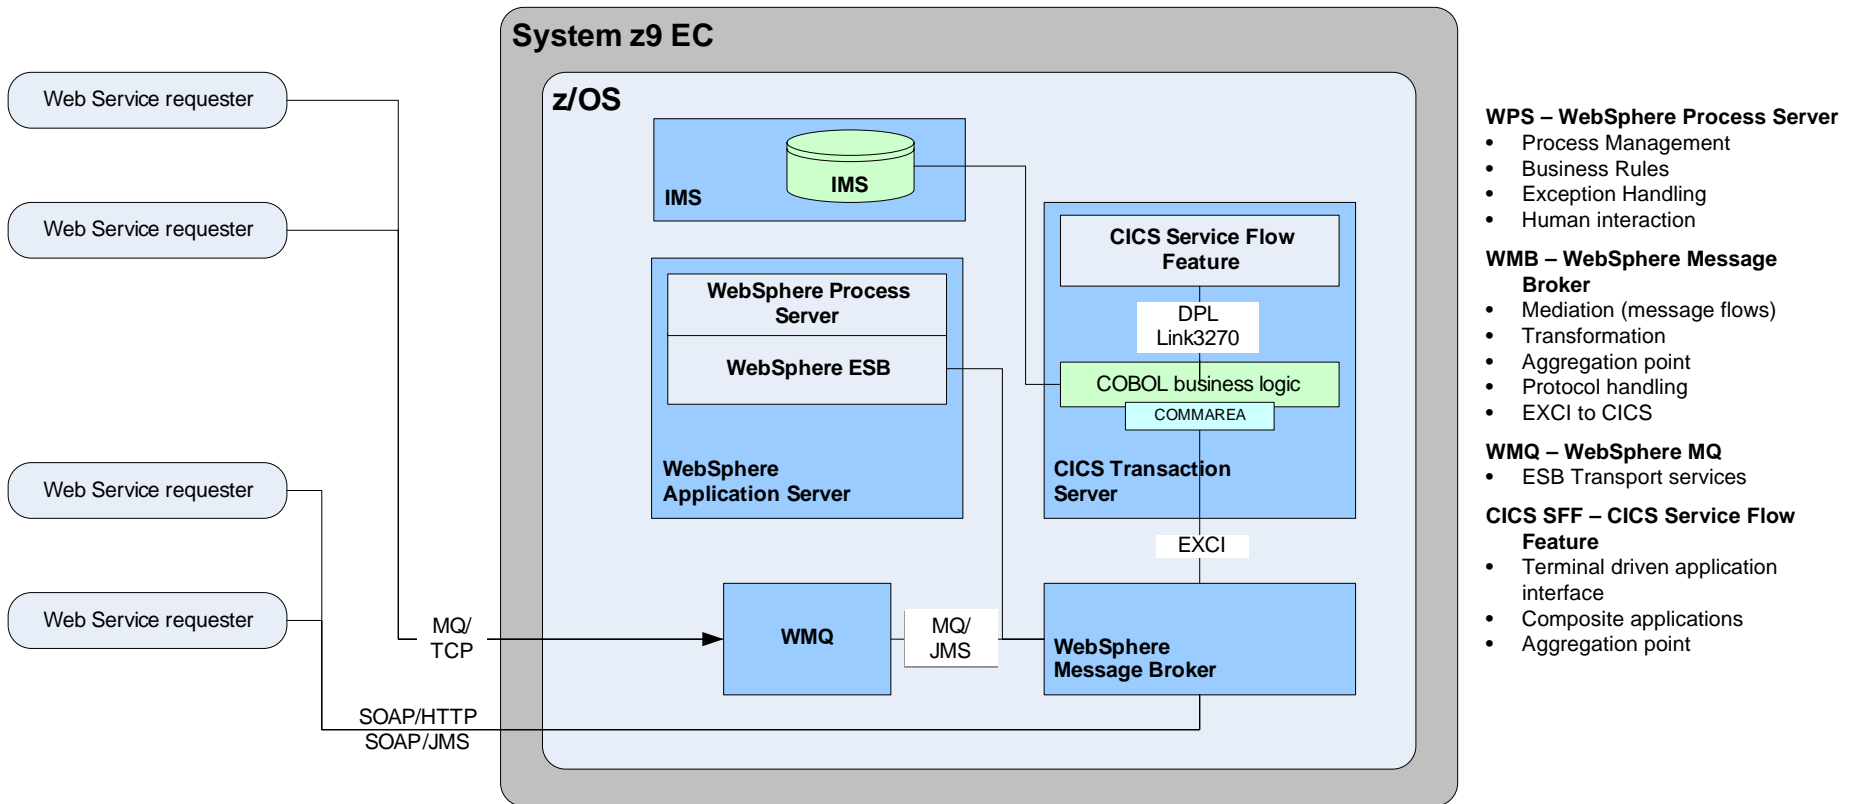 System z9 EC
z/OS
Web Service requester
Web Service requester
Web Service requester
Web Service requester
IMS
IMS
WebSphere Process
Server
WebSphere ESB
WebSphere
Application Server
CICS Service Flow
Feature
DPL
Link3270
COBOL business logic
COMMAREA
CICS Transaction
Server
EXCI
MQ/
TCP
WMQ
MQ/
JMS
WebSphere
Message Broker
SOAP/HTTP
SOAP/JMS
WPS – WebSphere Process Server
• Process Management
• Business Rules
• Exception Handling
• Human interaction
WMB – WebSphere Message
Broker
• Mediation (message flows)
• Transformation
• Aggregation point
• Protocol handling
• EXCI to CICS
WMQ – WebSphere MQ
• ESB Transport services
CICS SFF – CICS Service Flow
Feature
• Terminal driven application
interface
• Composite applications
• Aggregation point